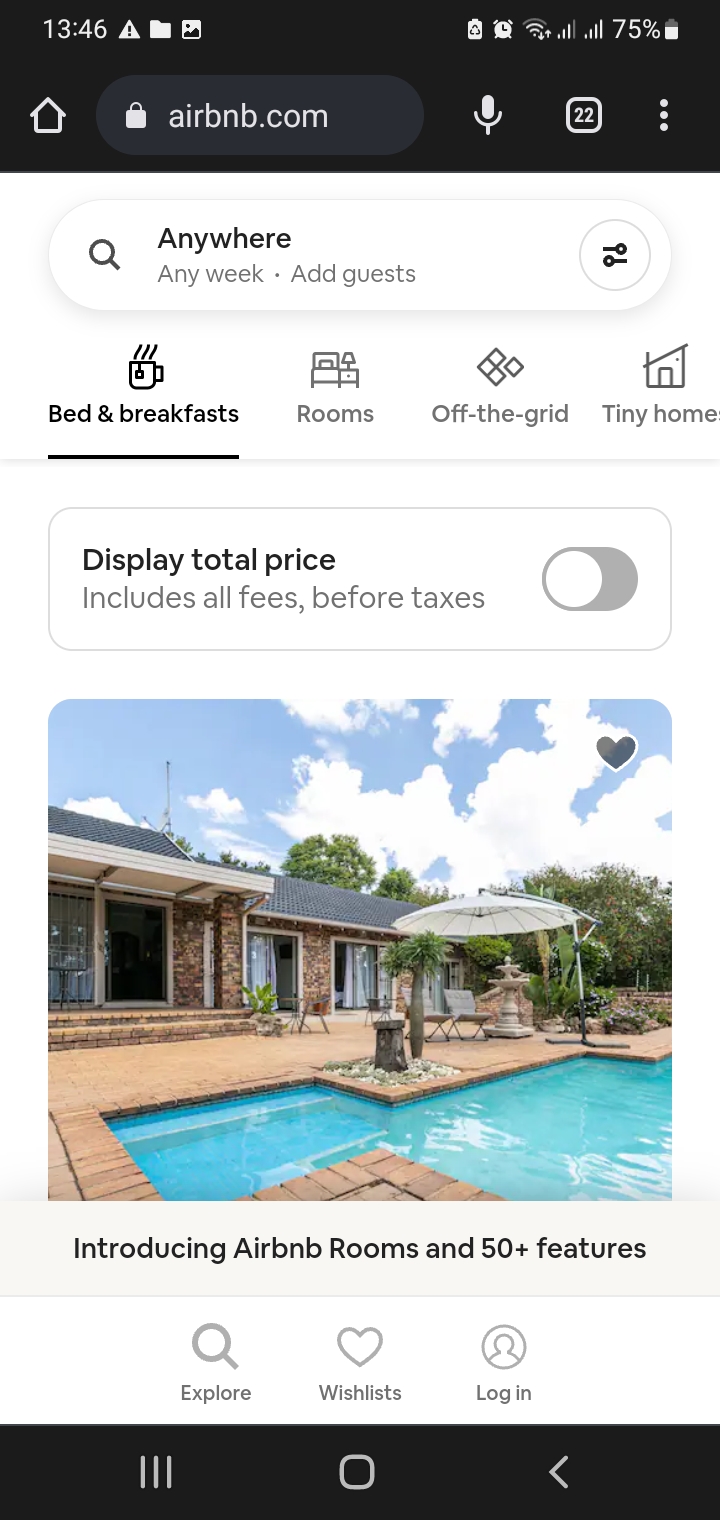 13:46
75%
airbnb.com
22
Anywhere
Any week • Add guests
Bed & breakfasts
Rooms
Off-the-grid
Tiny homes
Display total price
Includes all fees, before taxes
Introducing Airbnb Rooms and 50+ features
Explore
Wishlists
Log in